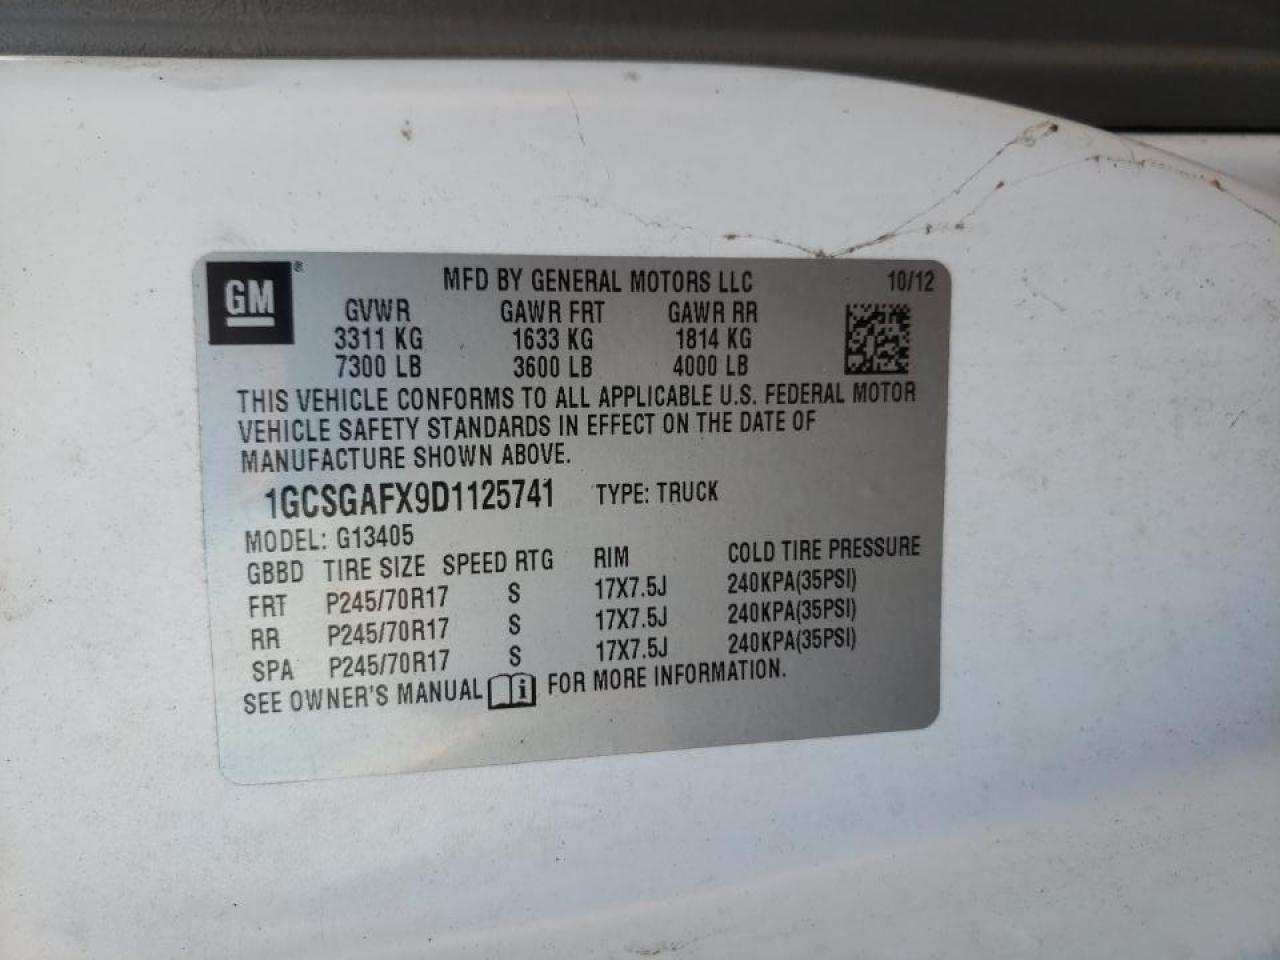 GM® MFD BY GENERAL MOTORS LLC 10/12
GVWR GAWR FRT GAWR RR
3311 KG 1633 KG 1814 KG
7300 LB 3600 LB 4000 LB
THIS VEHICLE CONFORMS TO ALL APPLICABLE U.S. FEDERAL MOTOR
VEHICLE SAFETY STANDARDS IN EFFECT ON THE DATE OF
MANUFACTURE SHOWN ABOVE.
1GCSGAFX9D1125741 TYPE: TRUCK
MODEL: G13405
GBBD TIRE SIZE SPEED RTG RIM COLD TIRE PRESSURE
FRT P245/70R17 S 17X7.5J 240KPA(35PSI)
RR P245/70R17 S 17X7.5J 240KPA(35PSI)
SPA P245/70R17 S 17X7.5J 240KPA(35PSI)
SEE OWNER'S MANUAL i FOR MORE INFORMATION.